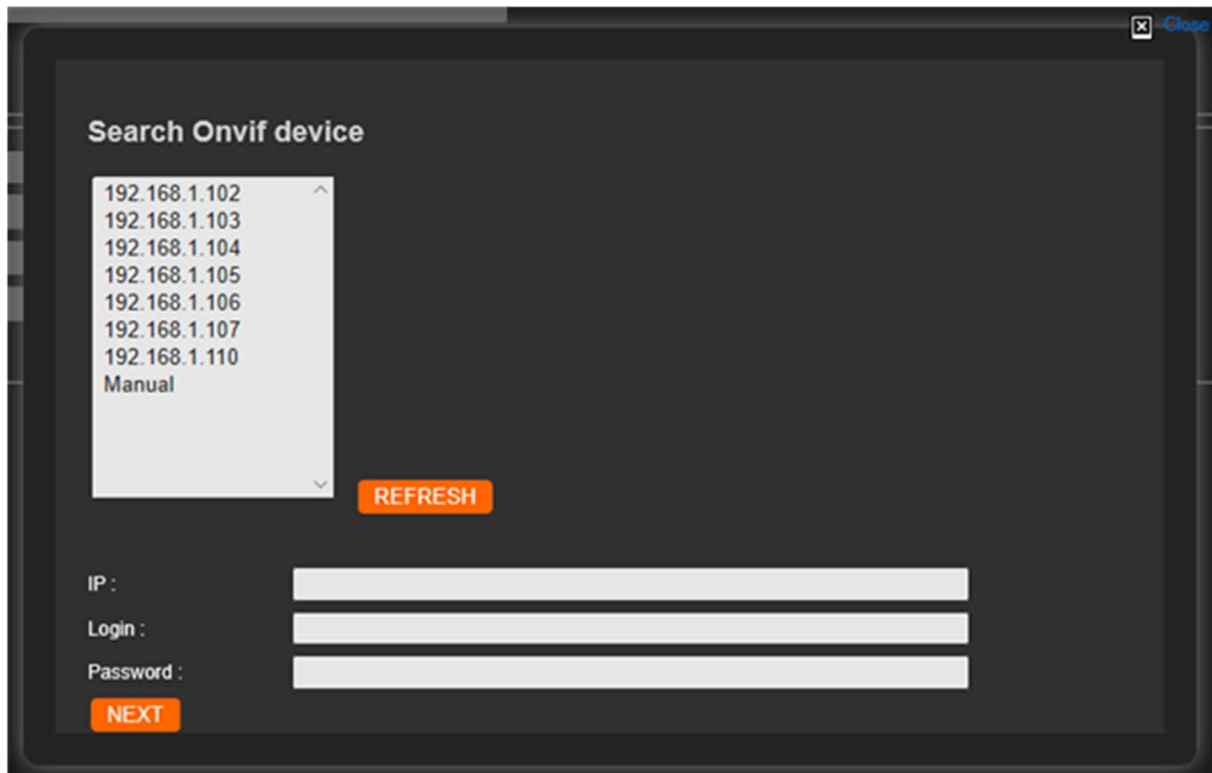 Close
Search Onvif device
192.168.1.102
192.168.1.103
192.168.1.104
192.168.1.105
192.168.1.106
192.168.1.107
192.168.1.110
Manual
REFRESH
IP :
Login :
Password :
NEXT